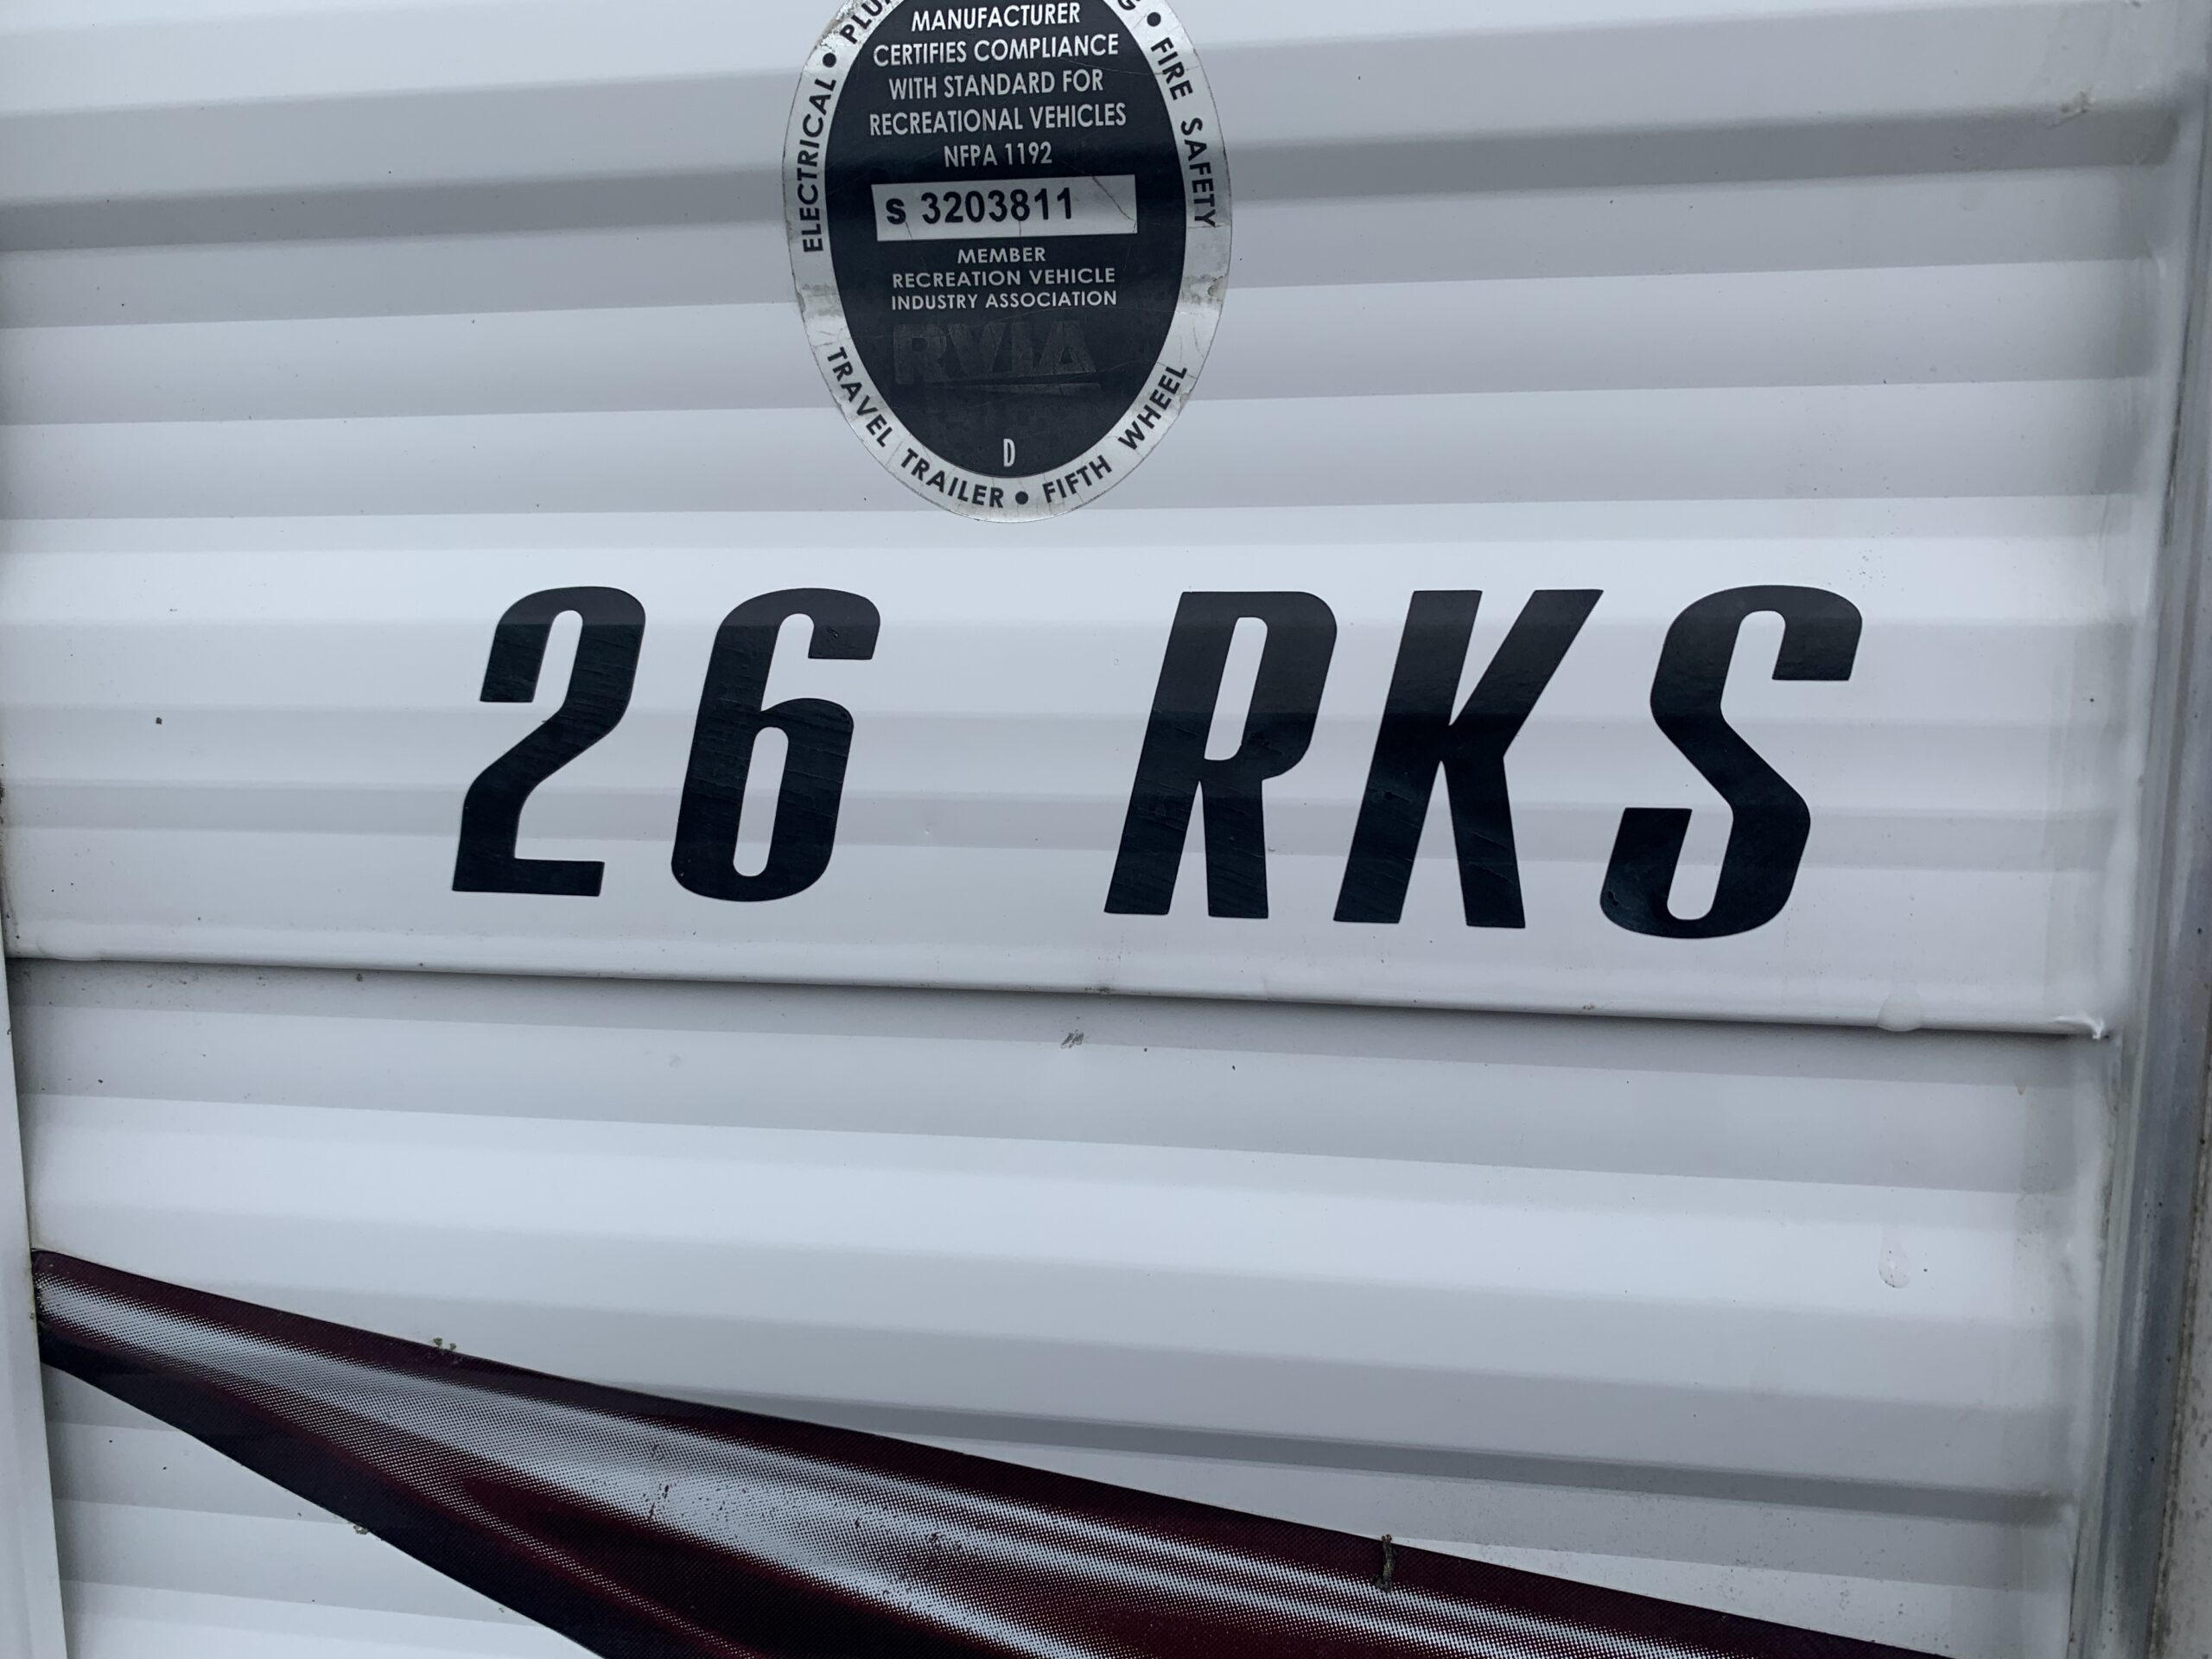 MANUFACTURER
CERTIFIES COMPLIANCE
WITH STANDARD FOR
RECREATIONAL VEHICLES
NFPA 1192
S 3203811
MEMBER
RECREATION VEHICLE
INDUSTRY ASSOCIATION
RVIA
D
ELECTRICAL •
• FIRE SAFETY
TRAVEL TRAILER • FIFTH WHEEL
26 RKS